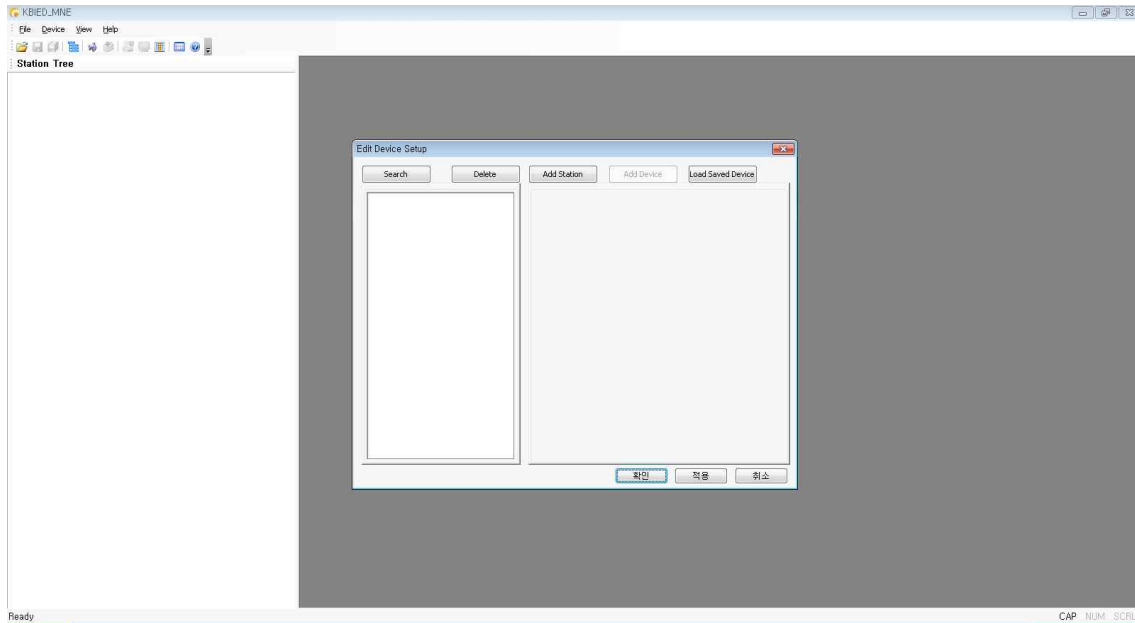 KBIED_MNE
File Device View Help
Station Tree
Edit Device Setup
Search Delete Add Station Add Device Load Saved Device
확인 적용 취소
Ready CAP NUM SCRL